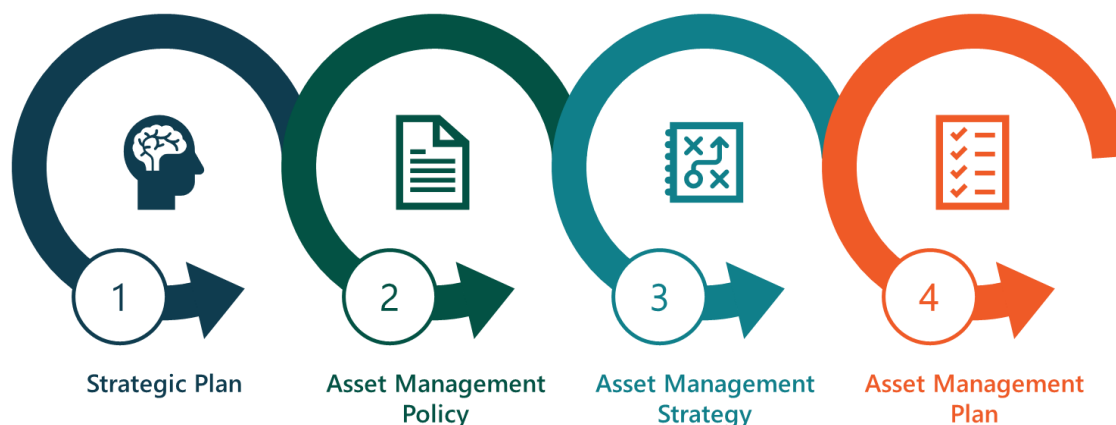 1
2
3
4
Strategic Plan
Asset Management
Policy
Asset Management
Strategy
Asset Management
Plan